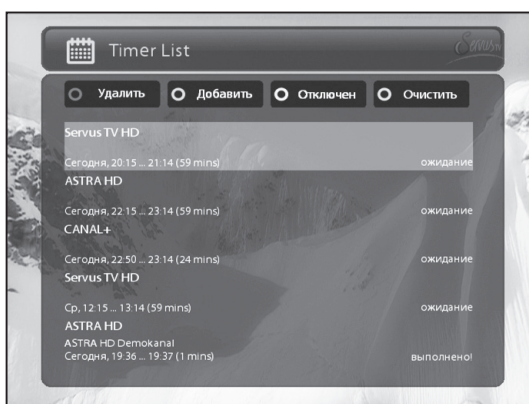 Timer List
Servus TV
Удалить Добавить Отключен Очистить
Servus TV HD
Сегодня, 20:15 ... 21:14 (59 mins) ожидание
ASTRA HD
Сегодня, 22:15 ... 23:14 (59 mins) ожидание
CANAL+
Сегодня, 22:50 ... 23:14 (24 mins) ожидание
Servus TV HD
Ср, 12:15 ... 13:14 (59 mins) ожидание
ASTRA HD
ASTRA HD Demokanal
Сегодня, 19:36 ... 19:37 (1 mins) выполнено!